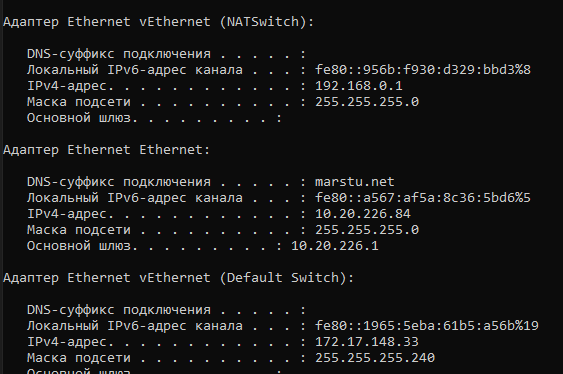 Адаптер Ethernet vEthernet (NATSwitch):
DNS-суффикс подключения . . . . . :
Локальный IPv6-адрес канала . . . : fe80::956b:f930:d329:bbd3%8
IPv4-адрес. . . . . . . . . . . . : 192.168.0.1
Маска подсети . . . . . . . . . . : 255.255.255.0
Основной шлюз. . . . . . . . . :
Адаптер Ethernet Ethernet:
DNS-суффикс подключения . . . . . : marstu.net
Локальный IPv6-адрес канала . . . : fe80::a567:af5a:8c36:5bd6%5
IPv4-адрес. . . . . . . . . . . . : 10.20.226.84
Маска подсети . . . . . . . . . . : 255.255.255.0
Основной шлюз. . . . . . . . . : 10.20.226.1
Адаптер Ethernet vEthernet (Default Switch):
DNS-суффикс подключения . . . . . :
Локальный IPv6-адрес канала . . . : fe80::1965:5eba:61b5:a56b%19
IPv4-адрес. . . . . . . . . . . . : 172.17.148.33
Маска подсети . . . . . . . . . . : 255.255.255.240
Основной шлюз. . . . . . . . . :